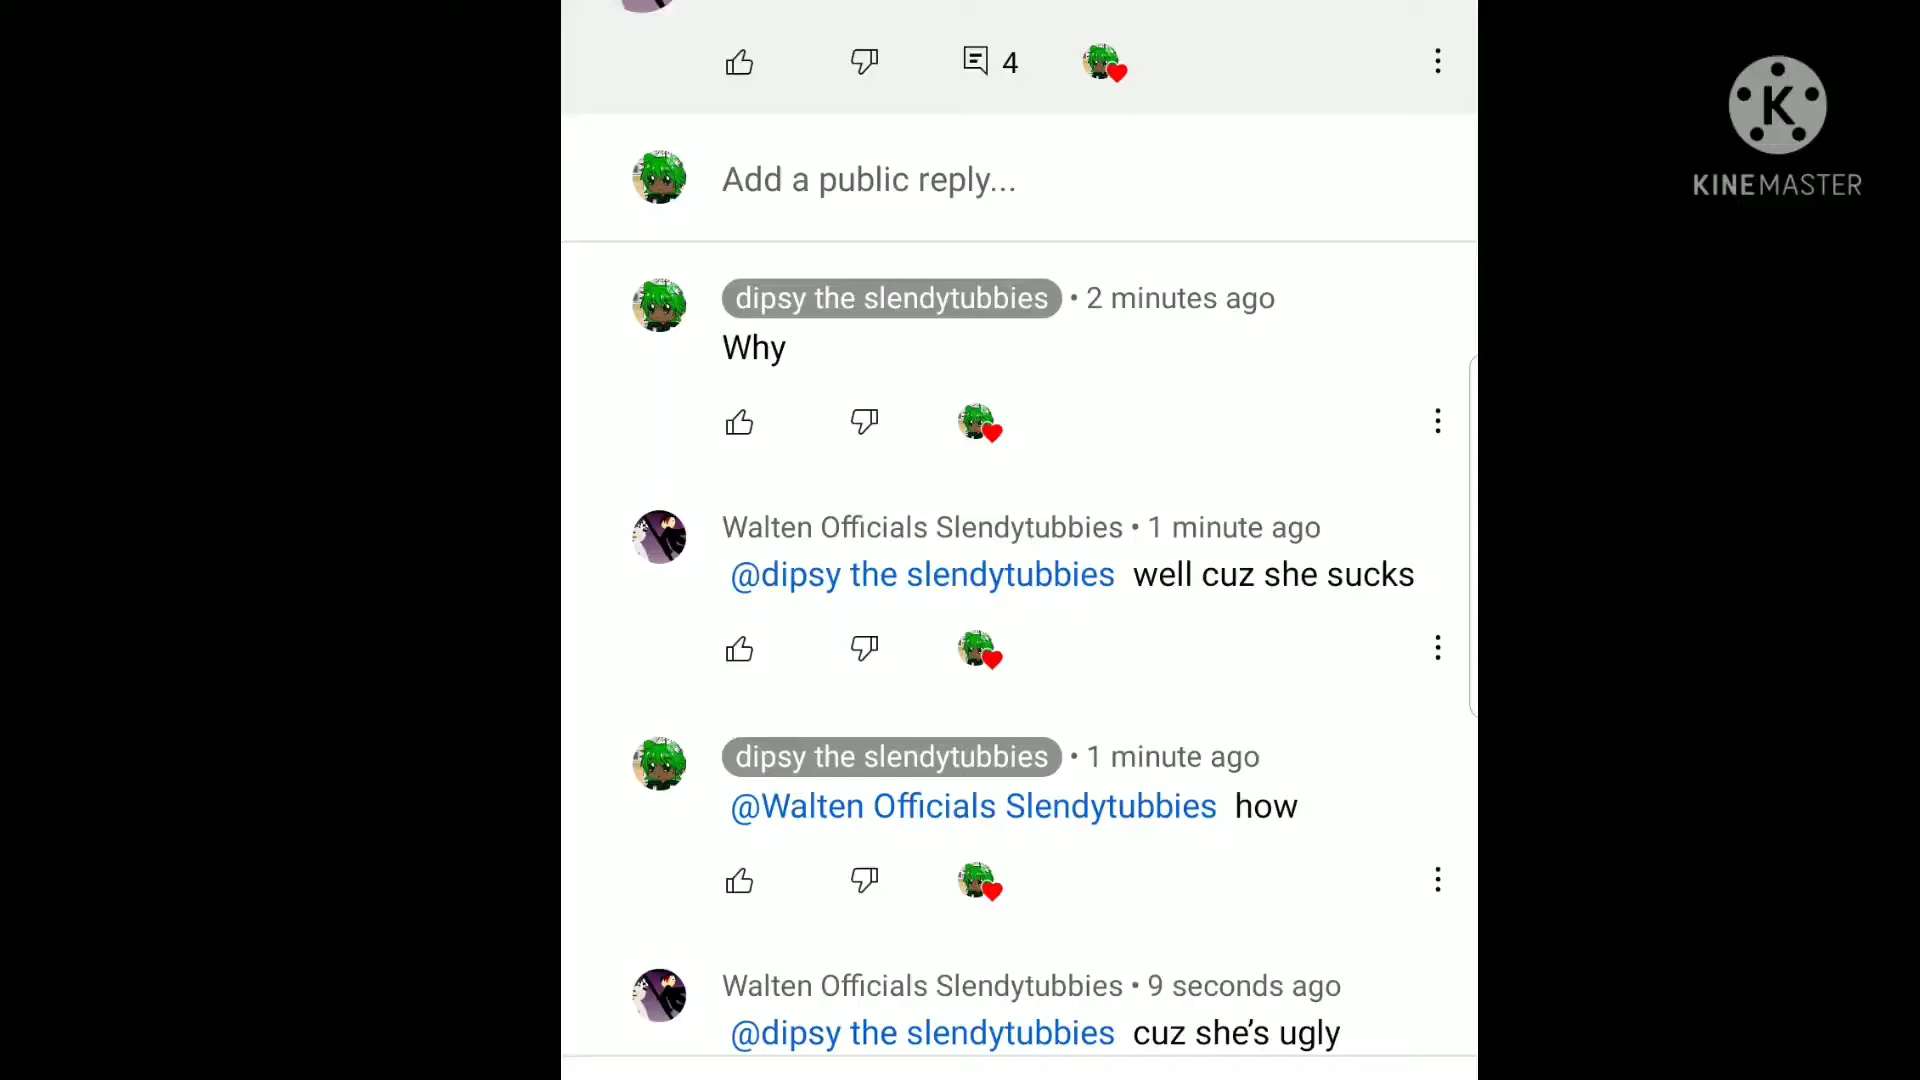 4
K
KINEMASTER
Add a public reply...
dipsy the slendytubbies • 2 minutes ago
Why
Walten Officials Slendytubbies • 1 minute ago
@dipsy the slendytubbies well cuz she sucks
dipsy the slendytubbies • 1 minute ago
@Walten Officials Slendytubbies how
Walten Officials Slendytubbies • 9 seconds ago
@dipsy the slendytubbies cuz she’s ugly